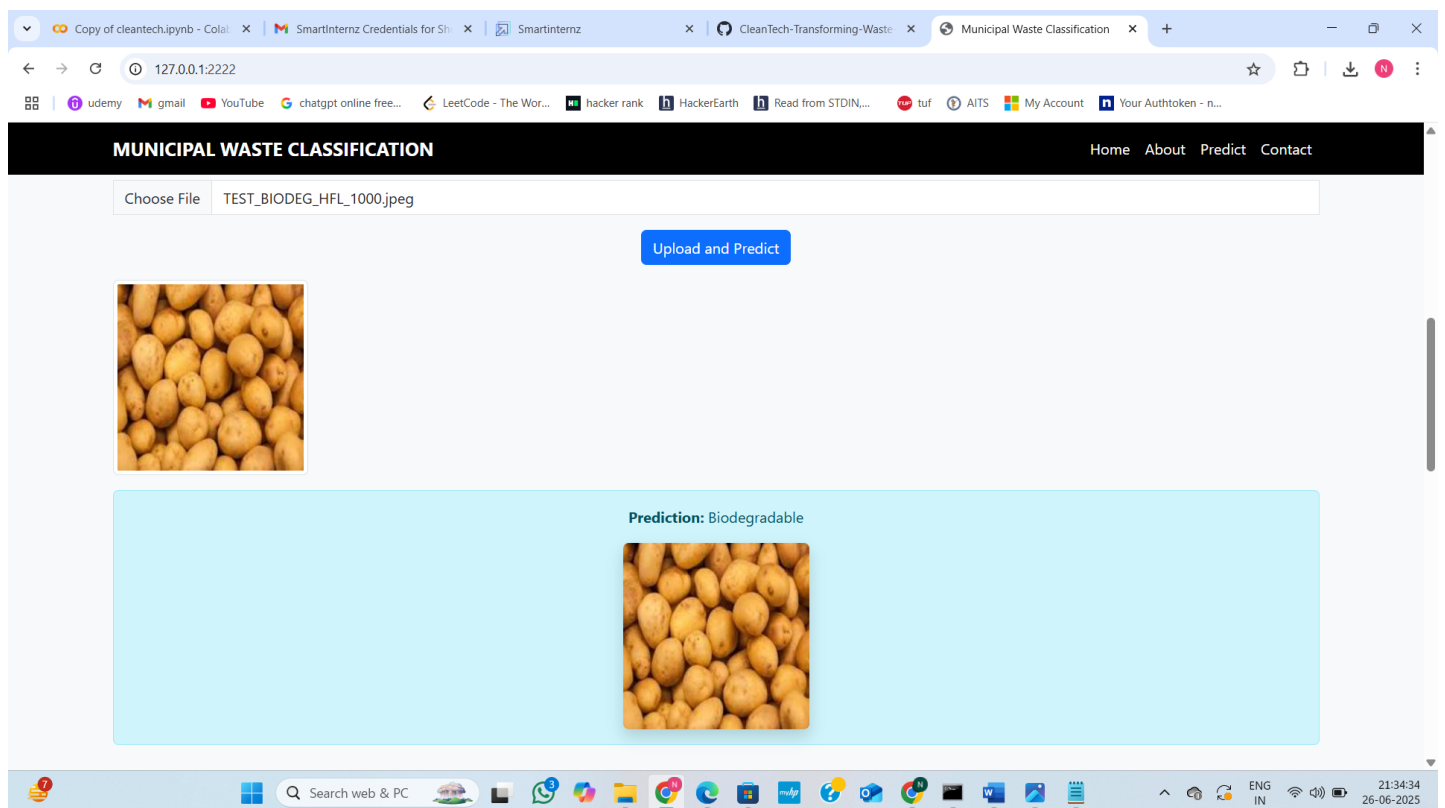 Copy of cleantech.ipynb - Colab
SmartInternz Credentials for Sh
Smartinternz
CleanTech-Transforming-Waste
Municipal Waste Classification
127.0.0.1:2222
N
udemy
gmail
YouTube
chatgpt online free...
LeetCode - The Wor...
hacker rank
HackerEarth
Read from STDIN,...
tuf
AITS
My Account
Your Authtoken - n...
MUNICIPAL WASTE CLASSIFICATION
Home About Predict Contact
Choose File TEST_BIODEG_HFL_1000.jpeg
Upload and Predict
Prediction: Biodegradable
7
Search web & PC
3
N
myhp
N
ENG
IN
21:34:34
26-06-2025